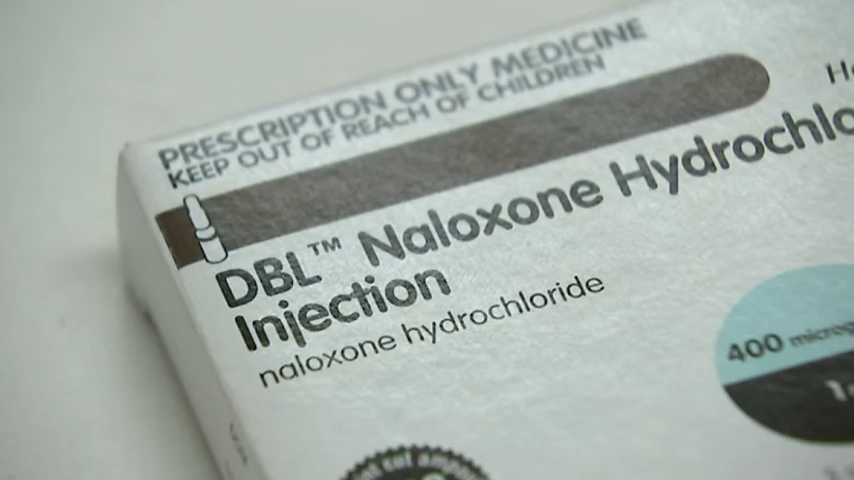 PRESCRIPTION ONLY MEDICINE
KEEP OUT OF REACH OF CHILDREN
DBL™ Naloxone Hydrochlo
Injection
naloxone hydrochloride
400 microg